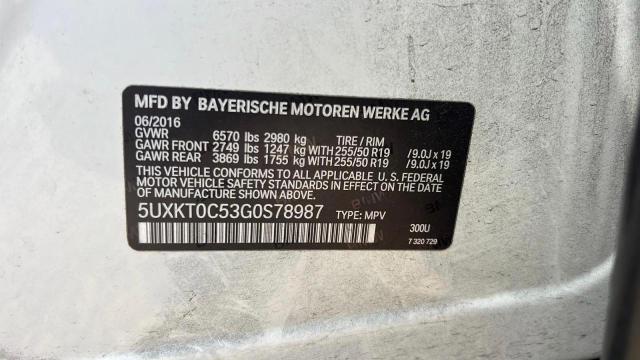 MFD BY BAYERISCHE MOTOREN WERKE AG
06/2016
GVWR 6570 lbs 2980 kg TIRE / RIM
GAWR FRONT 2749 lbs 1247 kg WITH 255/50 R19 /9.0J x 19
GAWR REAR 3869 lbs 1755 kg WITH 255/50 R19 /9.0J x 19
THIS VEHICLE CONFORMS TO ALL APPLICABLE U. S. FEDERAL
MOTOR VEHICLE SAFETY STANDARDS IN EFFECT ON THE DATE
OF MANUFACTURE SHOWN ABOVE.
5UXKT0C53G0S78987 TYPE: MPV
300U
7 320 729